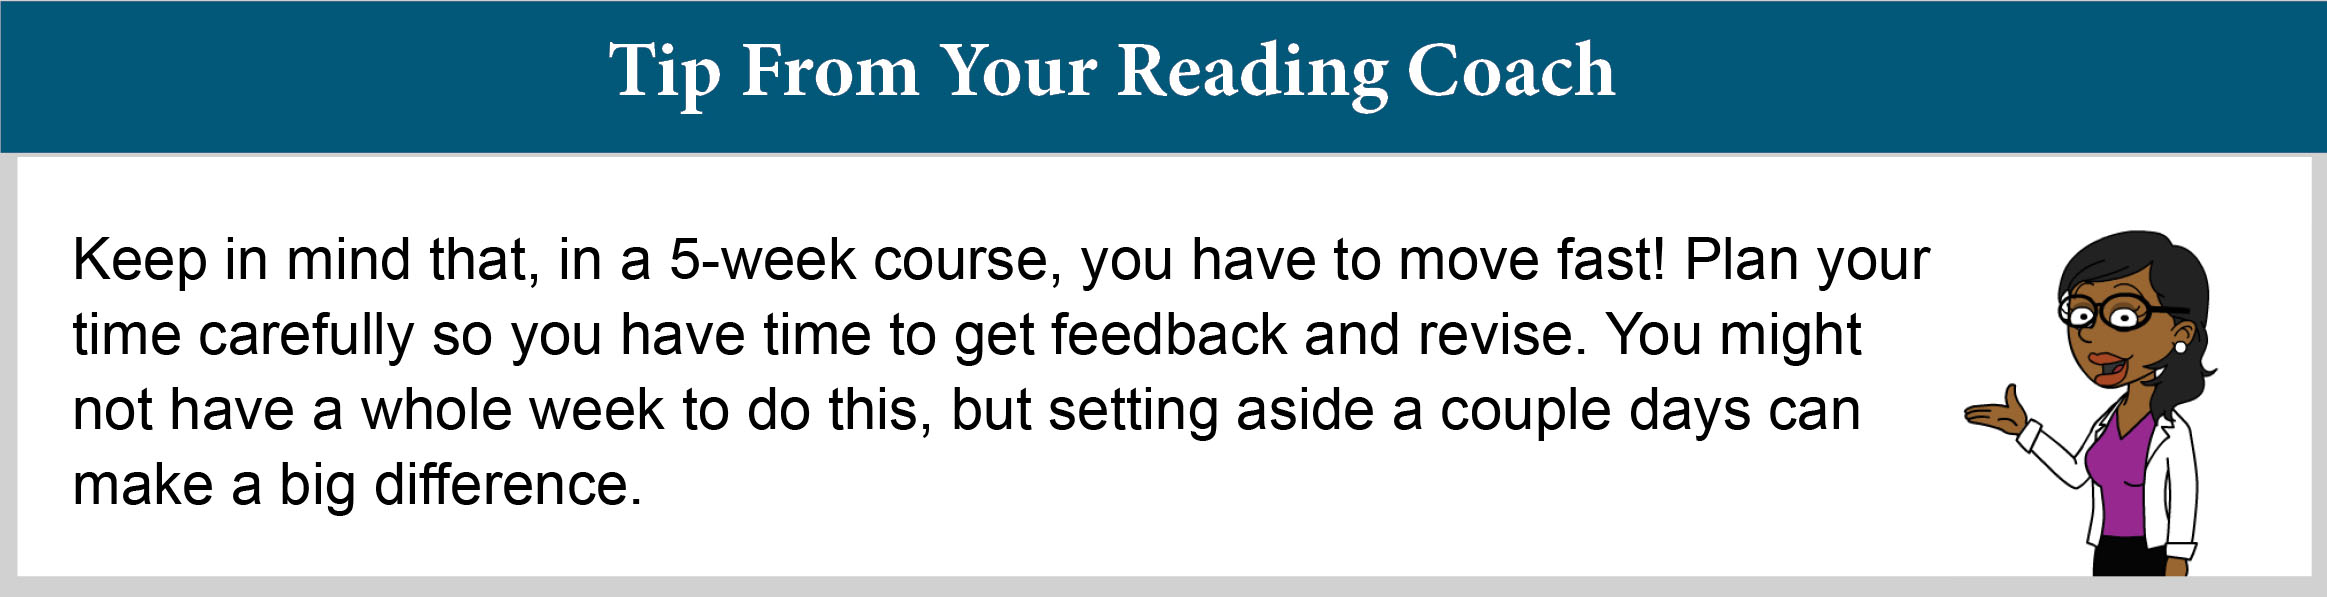 Tip From Your Reading Coach
Keep in mind that, in a 5-week course, you have to move fast! Plan your
time carefully so you have time to get feedback and revise. You might
not have a whole week to do this, but setting aside a couple days can
make a big difference.